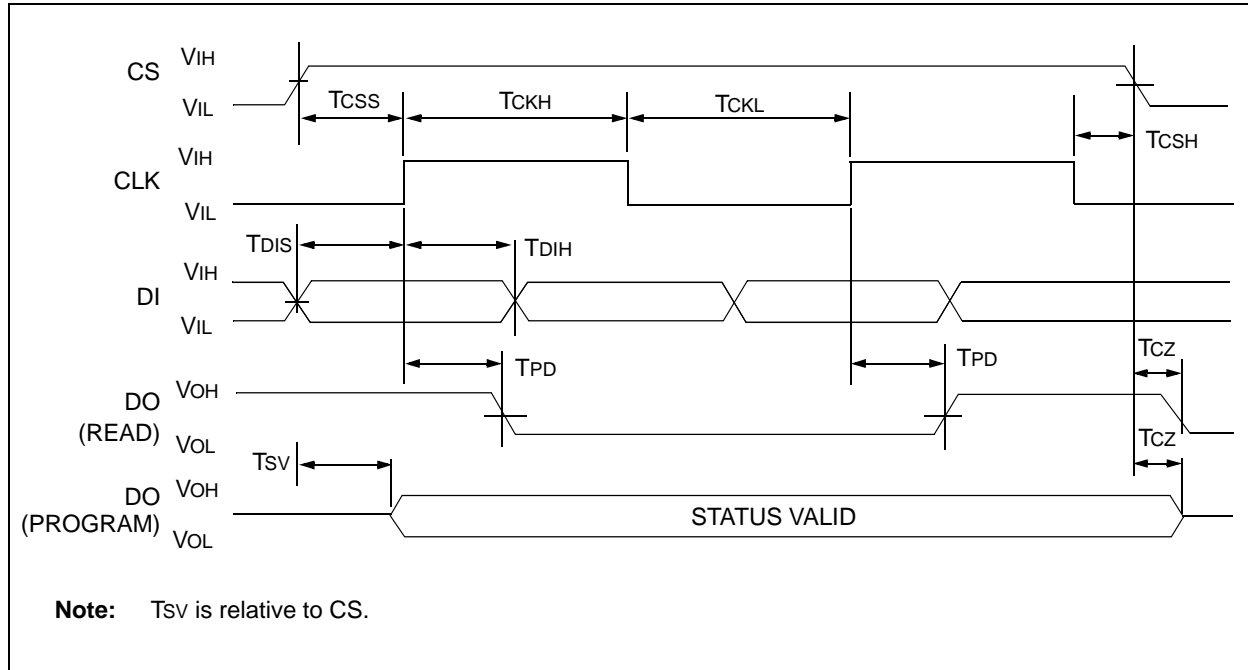 CS
VIH
VIL
TCSS
TCKH
TCKL
TCSH
CLK
VIH
VIL
TDIS
TDIH
DI
VIH
VIL
TPD
TPD
TCZ
DO
(READ)
VOH
VOL
TCZ
TSV
DO
(PROGRAM)
VOH
VOL
STATUS VALID
Note: TSV is relative to CS.